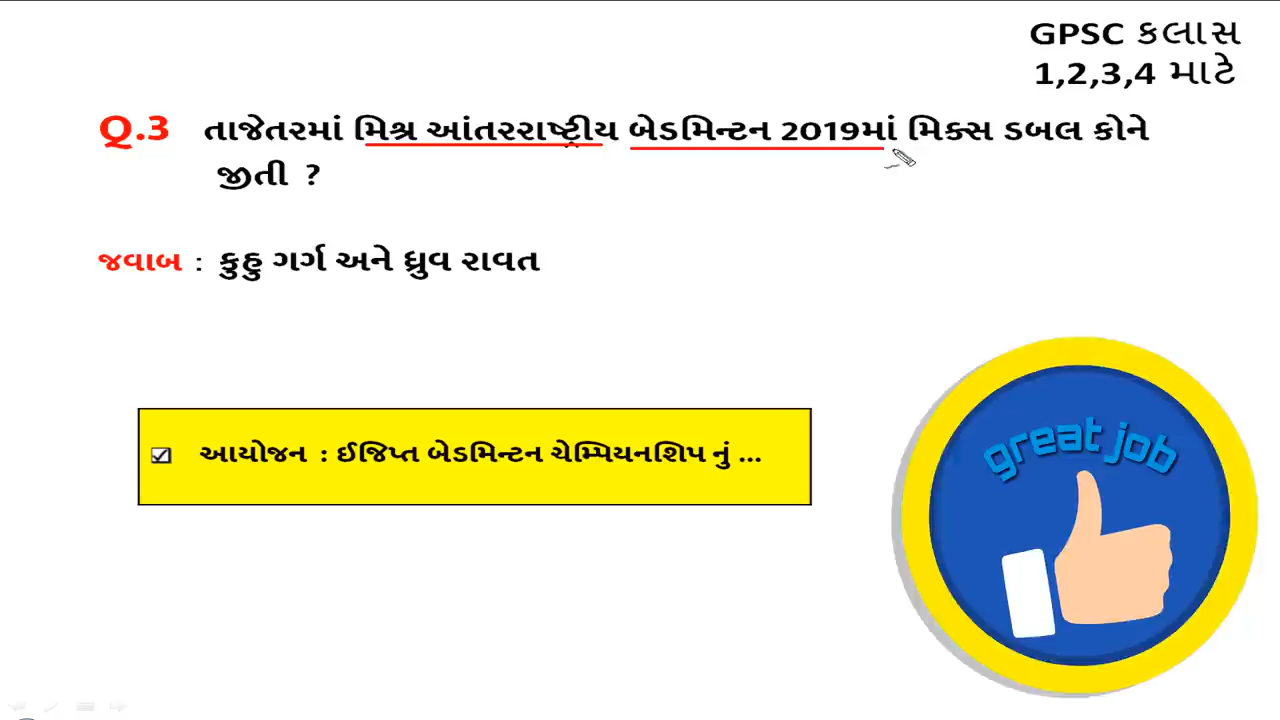 GPSC ક્લાસ
1,2,3,4 માટે
Q.3 તાજેતરમાં મિશ્ર આંતરરાષ્ટ્રીય બેડમિન્ટન 2019માં મિક્સ ડબલ કોને
જીતી ?
જવાબ : કુહુ ગર્ગ અને ધ્રુવ રાવત
આયોજન : ઈજિપ્ત બેડમિન્ટન ચેમ્પિયનશિપ નું ...
great job